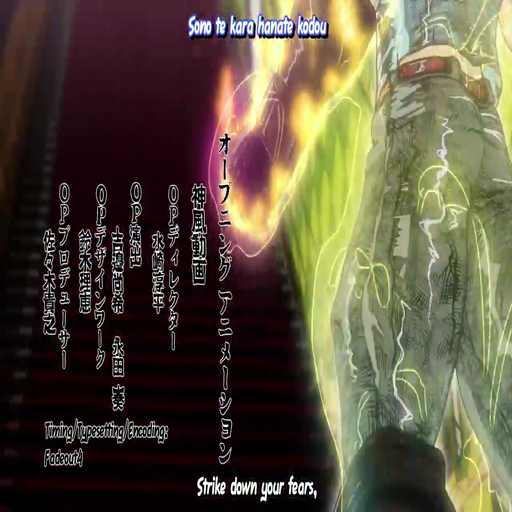 Sono te kara hanate kodou
オープニングアニメーション
神風動画
OPディレクター
水﨑淳平
OP演出
吉邉尚希 永田奏
OPデザインワーク
鈴木理恵
OPプロデューサー
佐々木貴之
Timing/Typesetting/Encoding:
Fadeout4
Strike down your fears,